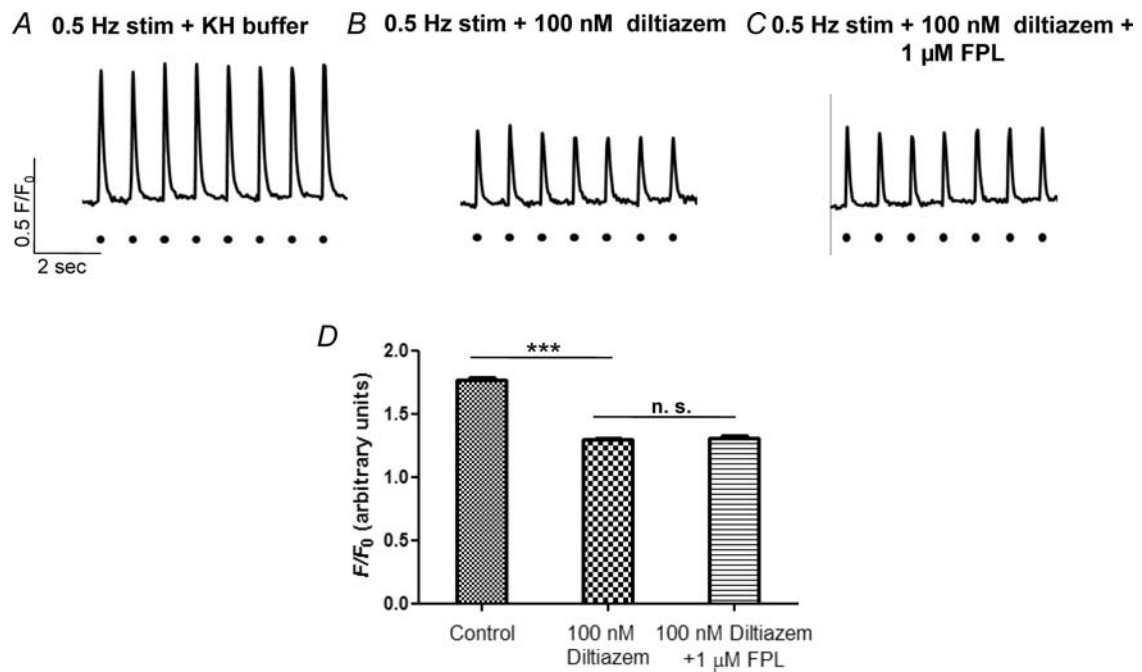 A 0.5 Hz stim + KH buffer
B 0.5 Hz stim + 100 nM diltiazem
C 0.5 Hz stim + 100 nM diltiazem +
1 µM FPL
0.5 F/F₀
2 sec
D
***
n. s.
F/F₀ (arbitrary units)
2.0
1.5
1.0
0.5
0.0
Control
100 nM
Diltiazem
100 nM Diltiazem
+1 µM FPL